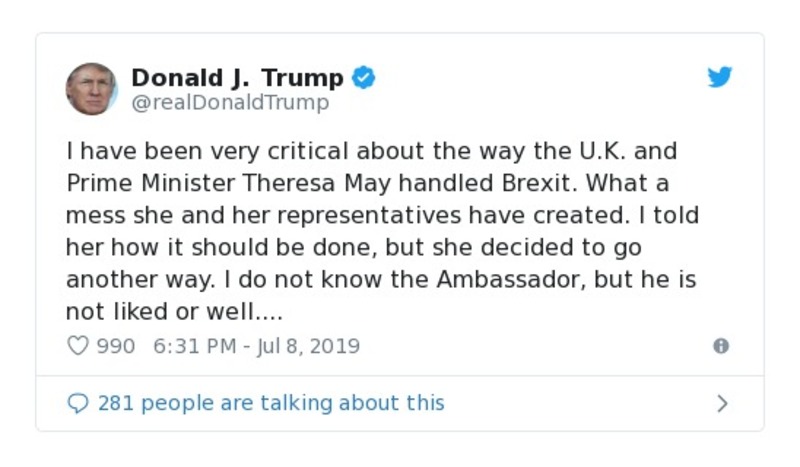 Donald J. Trump
@realDonaldTrump
I have been very critical about the way the U.K. and
Prime Minister Theresa May handled Brexit. What a
mess she and her representatives have created. I told
her how it should be done, but she decided to go
another way. I do not know the Ambassador, but he is
not liked or well....
990 6:31 PM - Jul 8, 2019
281 people are talking about this